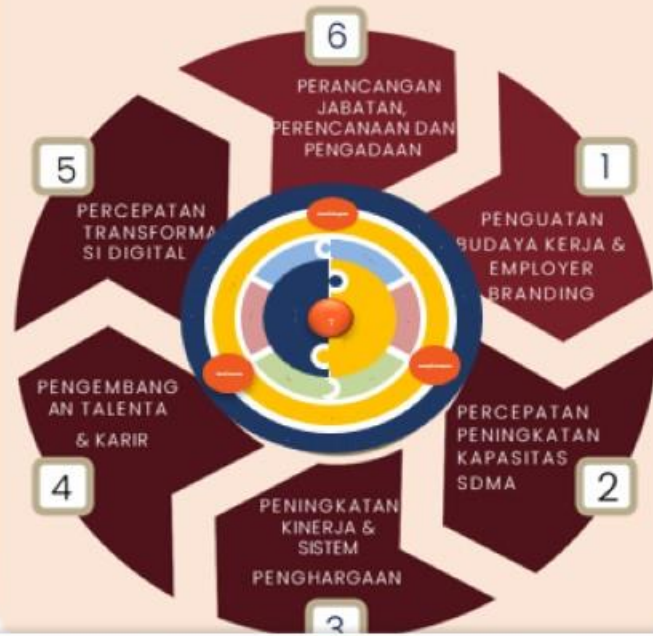 6
PERANCANGAN
JABATAN,
PERENCANAAN DAN
PENGADAAN
1
PENGUATAN
BUDAYA KERJA &
EMPLOYER
BRANDING
2
PERCEPATAN
PENINGKATAN
KAPASITAS
SDMA
3
PENINGKATAN
KINERJA &
SISTEM
PENGHARGAAN
4
PENGEMBANG
AN TALENTA
& KARIR
5
PERCEPATAN
TRANSFORMA
SI DIGITAL